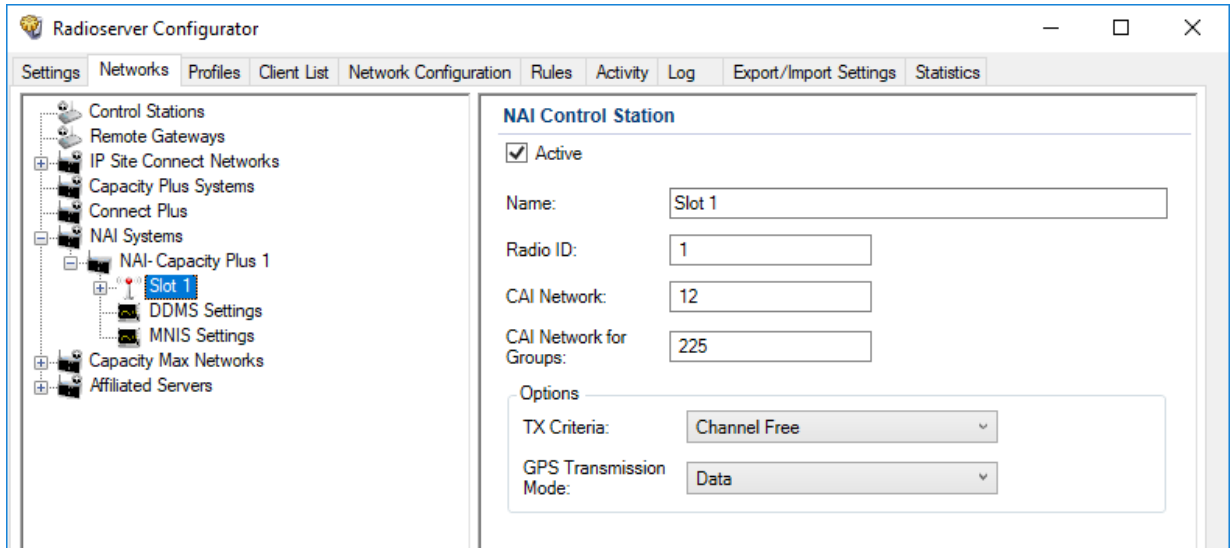 Radioserver Configurator
Settings Networks Profiles Client List Network Configuration Rules Activity Log Export/Import Settings Statistics
Control Stations
Remote Gateways
IP Site Connect Networks
Capacity Plus Systems
Connect Plus
NAI Systems
NAI- Capacity Plus 1
Slot 1
DDMS Settings
MNIS Settings
Capacity Max Networks
Affiliated Servers
NAI Control Station
Active
Name: Slot 1
Radio ID: 1
CAI Network: 12
CAI Network for
Groups: 225
Options
TX Criteria: Channel Free
GPS Transmission
Mode: Data